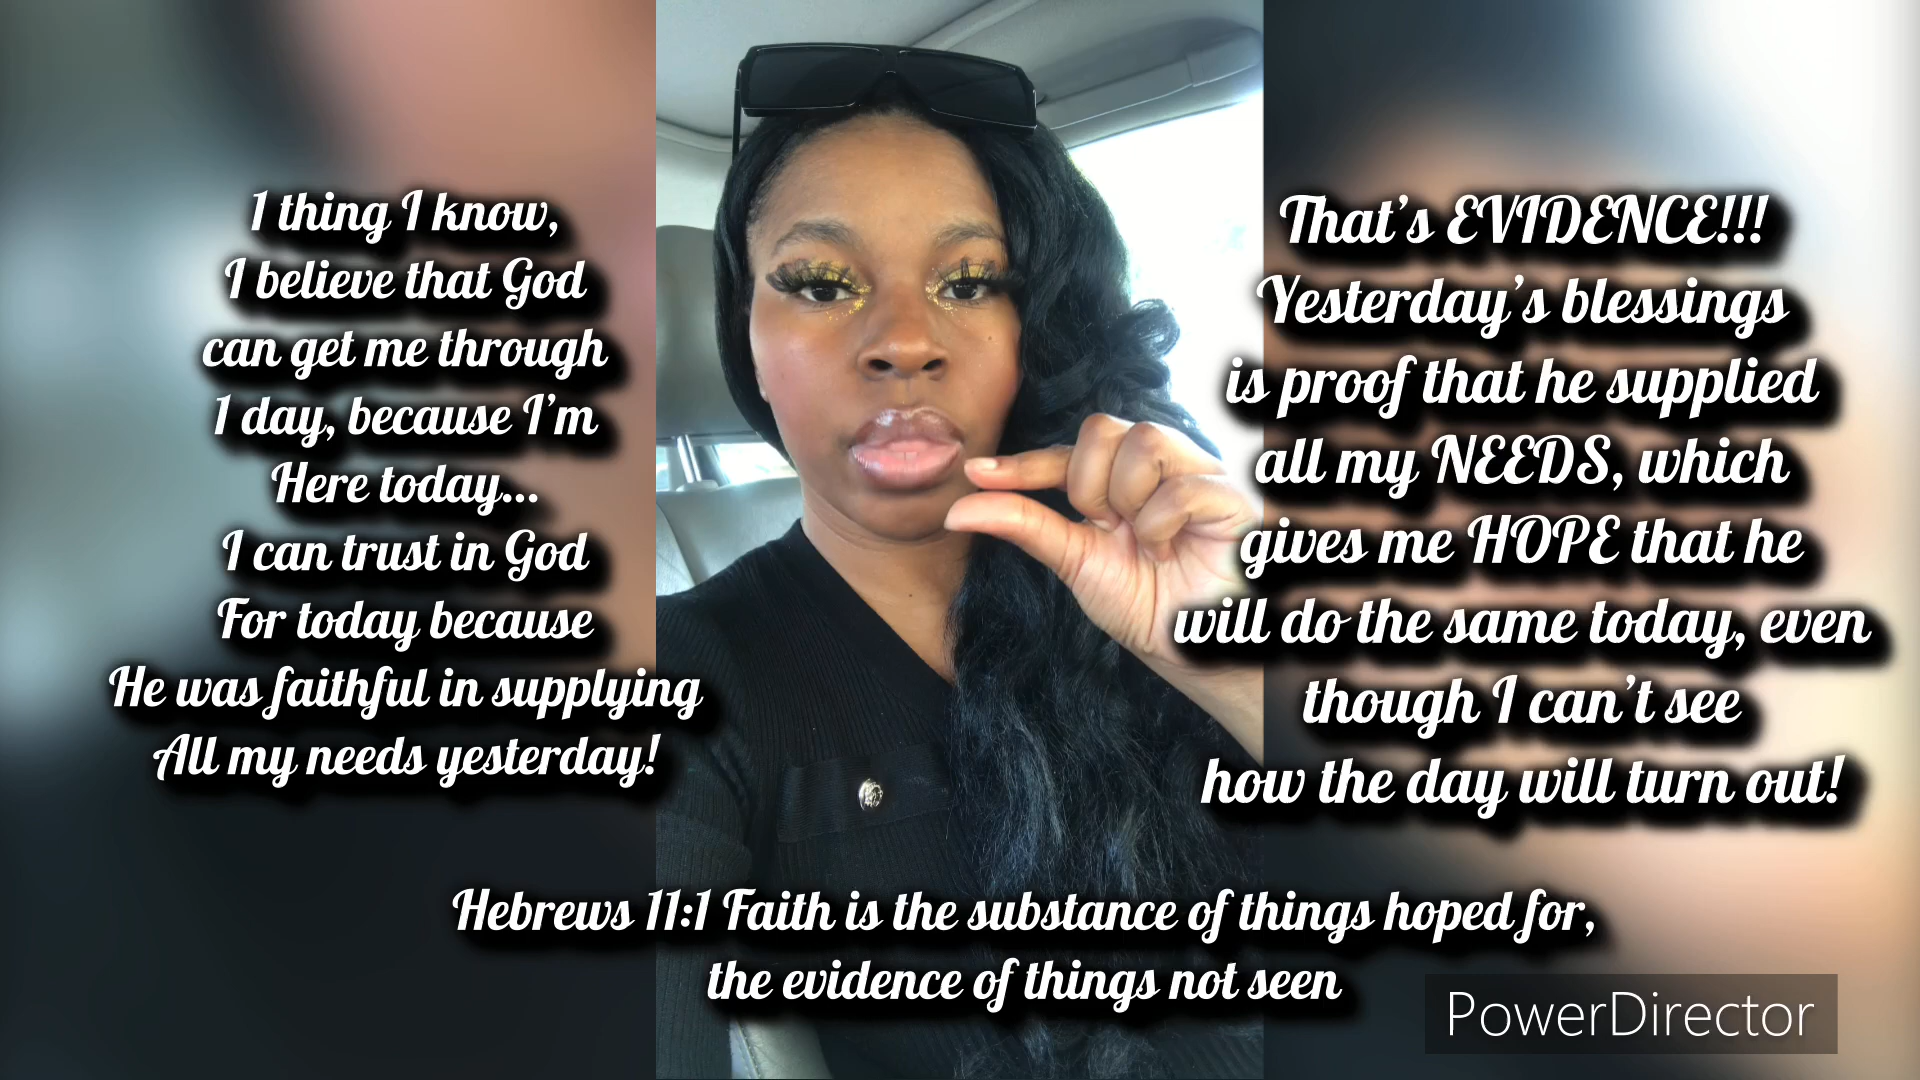 1 thing I know,
I believe that God
can get me through
1 day, because I'm
Here today...
I can trust in God
For today because
He was faithful in supplying
All my needs yesterday!
That's EVIDENCE!!!
Yesterday's blessings
is proof that he supplied
all my NEEDS, which
gives me HOPE that he
will do the same today, even
though I can't see
how the day will turn out!
Hebrews 11:1 Faith is the substance of things hoped for,
the evidence of things not seen
PowerDirector